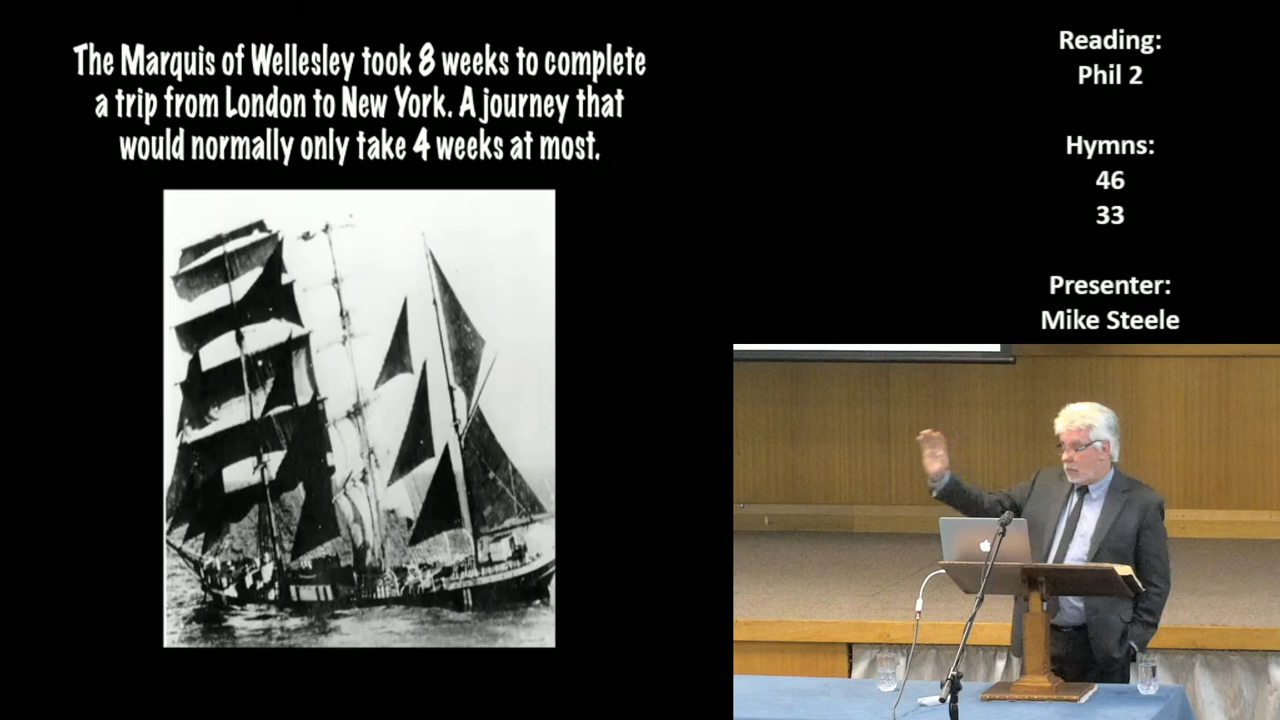 The Marquis of Wellesley took 8 weeks to complete
a trip from London to New York. A journey that
would normally only take 4 weeks at most.
Reading:
Phil 2
Hymns:
46
33
Presenter:
Mike Steele